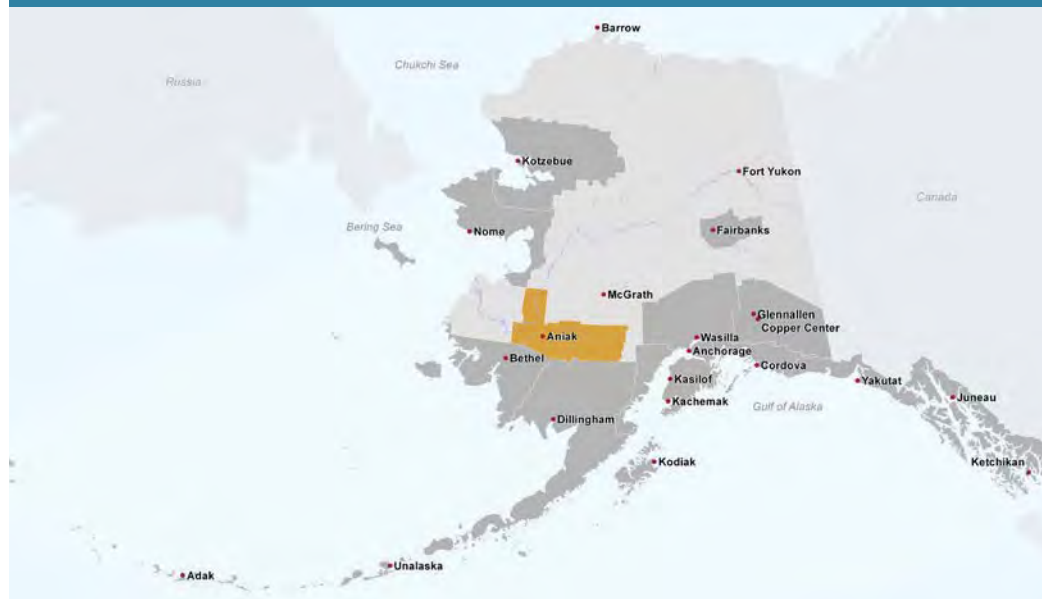 Barrow
Chukchi Sea
Russia
Kotzebue
Fort Yukon
Canada
Bering Sea
Nome
Fairbanks
McGrath
Glennallen
Copper Center
Aniak
Wasilla
Anchorage
Bethel
Cordova
Kasilof
Yakutat
Juneau
Kachemak
Gulf of Alaska
Dillingham
Kodiak
Ketchikan
Unalaska
Adak